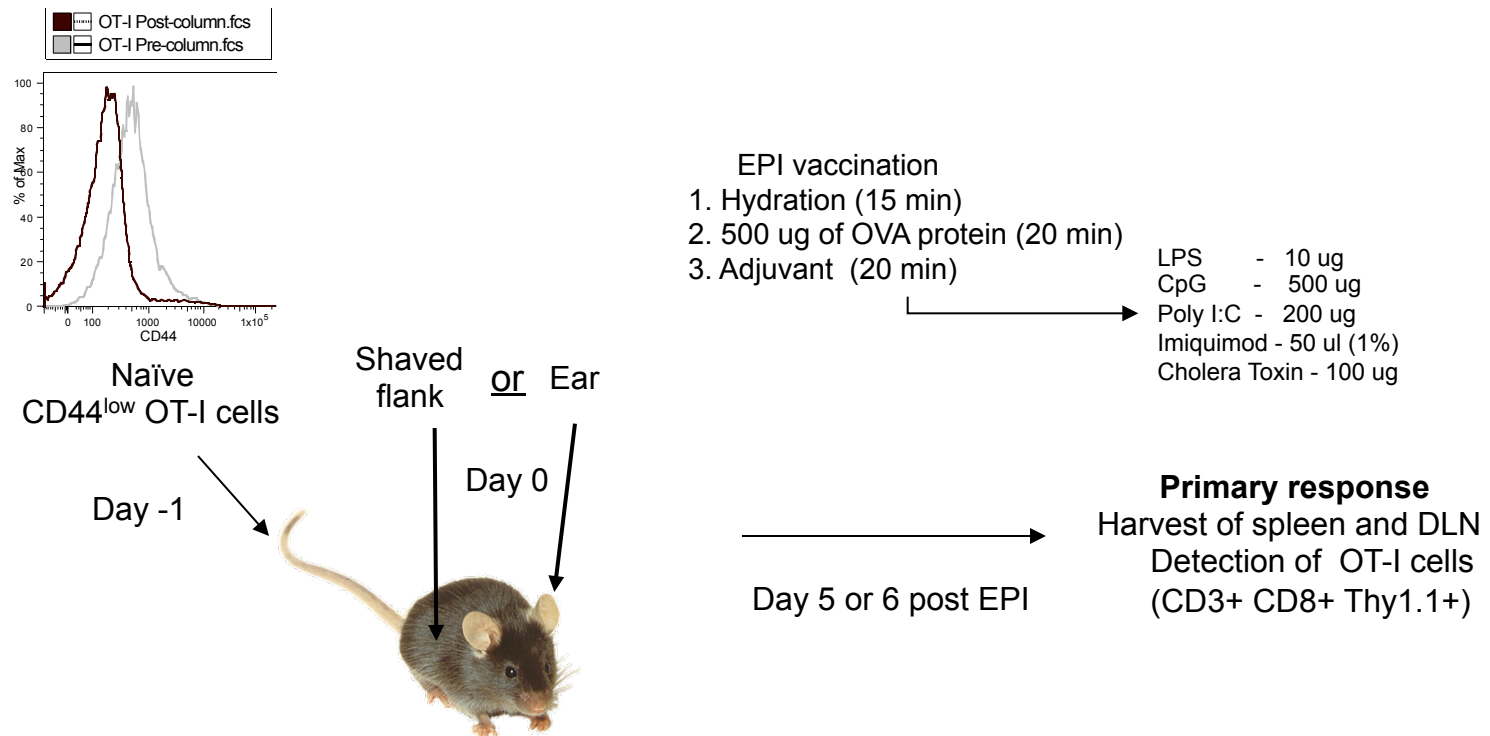 OT-I Post-column.fcs
OT-I Pre-column.fcs
100
80
60
40
20
0
% of Max
0 100 1000 10000 1x10^5
CD44
Naïve
CD44^low OT-I cells
Day -1
Shaved
flank
or
Ear
Day 0
EPI vaccination
1. Hydration (15 min)
2. 500 ug of OVA protein (20 min)
3. Adjuvant (20 min)
LPS - 10 ug
CpG - 500 ug
Poly I:C - 200 ug
Imiquimod - 50 ul (1%)
Cholera Toxin - 100 ug
Day 5 or 6 post EPI
Primary response
Harvest of spleen and DLN
Detection of OT-I cells
(CD3+ CD8+ Thy1.1+)